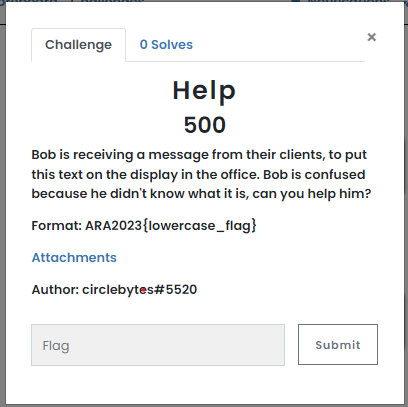 Challenge
0 Solves
×
Help
500
Bob is receiving a message from their clients, to put
this text on the display in the office. Bob is confused
because he didn't know what it is, can you help him?
Format: ARA2023{lowercase_flag}
Attachments
Author: circlebytes#5520
Flag
Submit